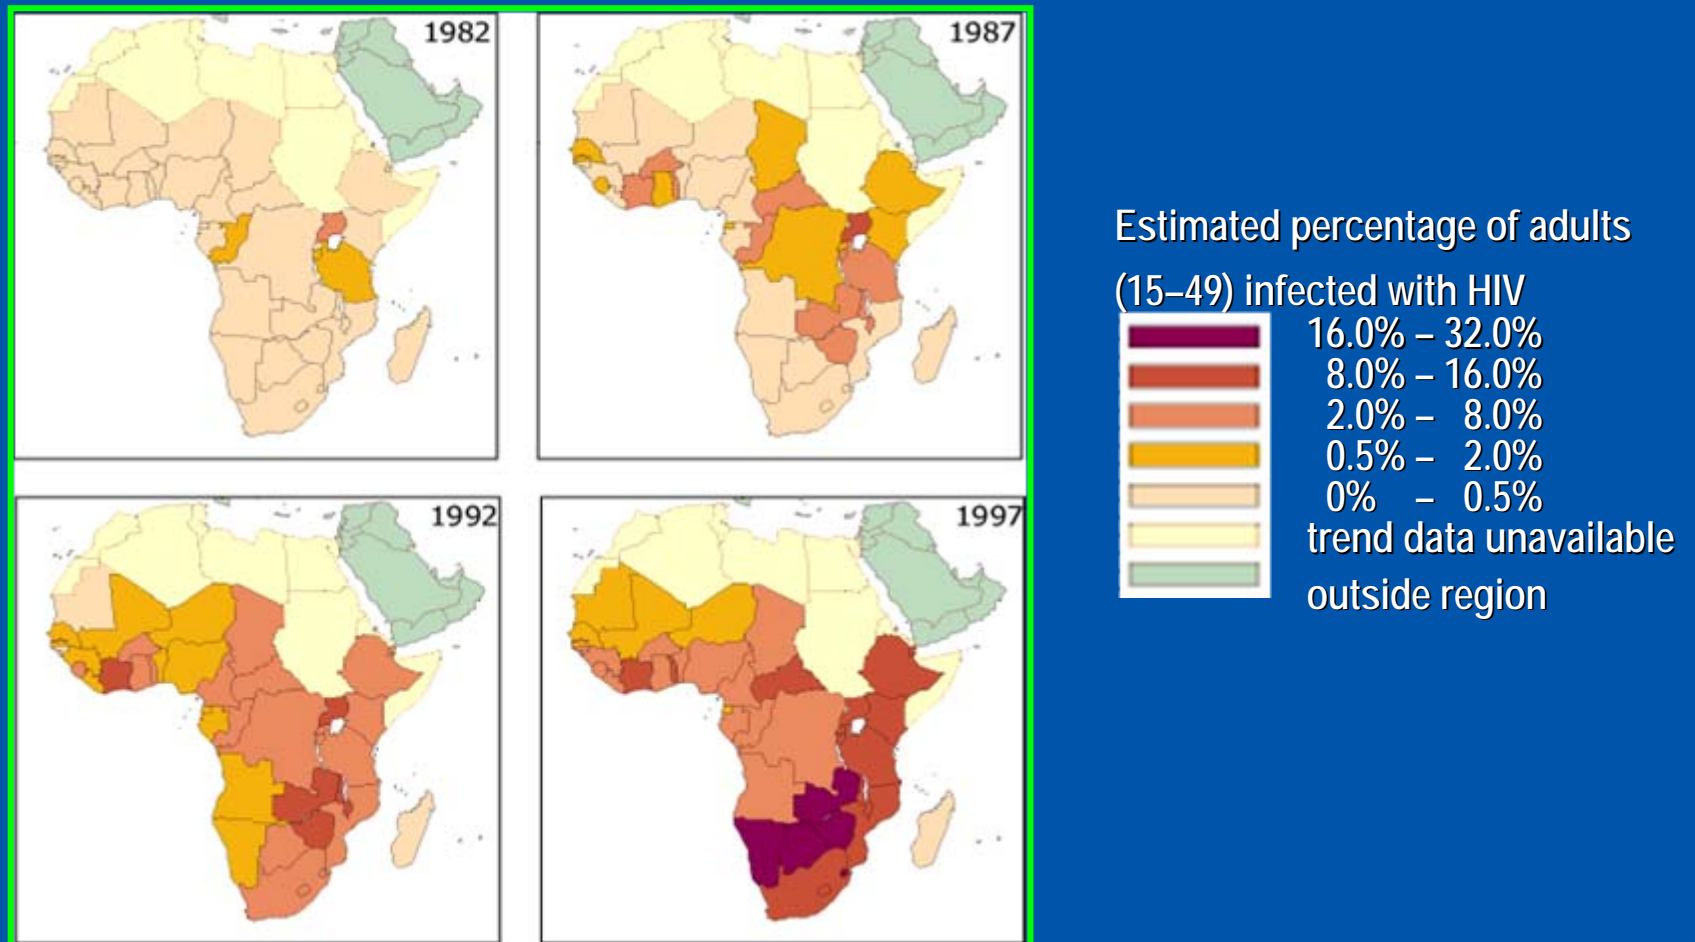 1982
1987
1992
1997
Estimated percentage of adults
(15–49) infected with HIV
16.0% – 32.0%
8.0% – 16.0%
2.0% – 8.0%
0.5% – 2.0%
0% – 0.5%
trend data unavailable
outside region